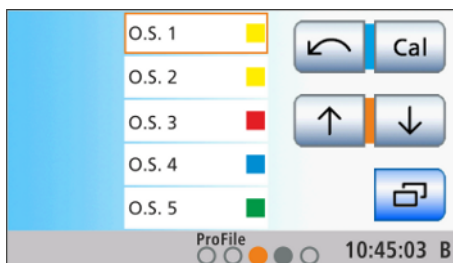 O.S. 1
O.S. 2
O.S. 3
O.S. 4
O.S. 5
Cal
ProFile
10:45:03 B